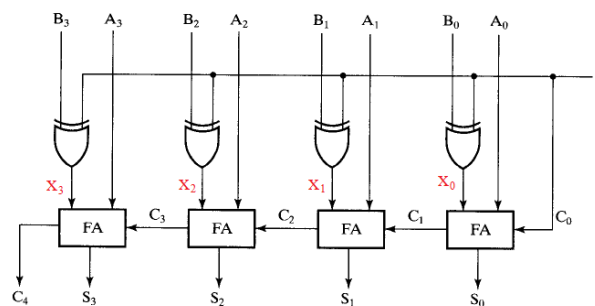 B₃ A₃ B₂ A₂ B₁ A₁ B₀ A₀
X₃ X₂ X₁ X₀
FA C₃ FA C₂ FA C₁ FA C₀
C₄ S₃ S₂ S₁ S₀